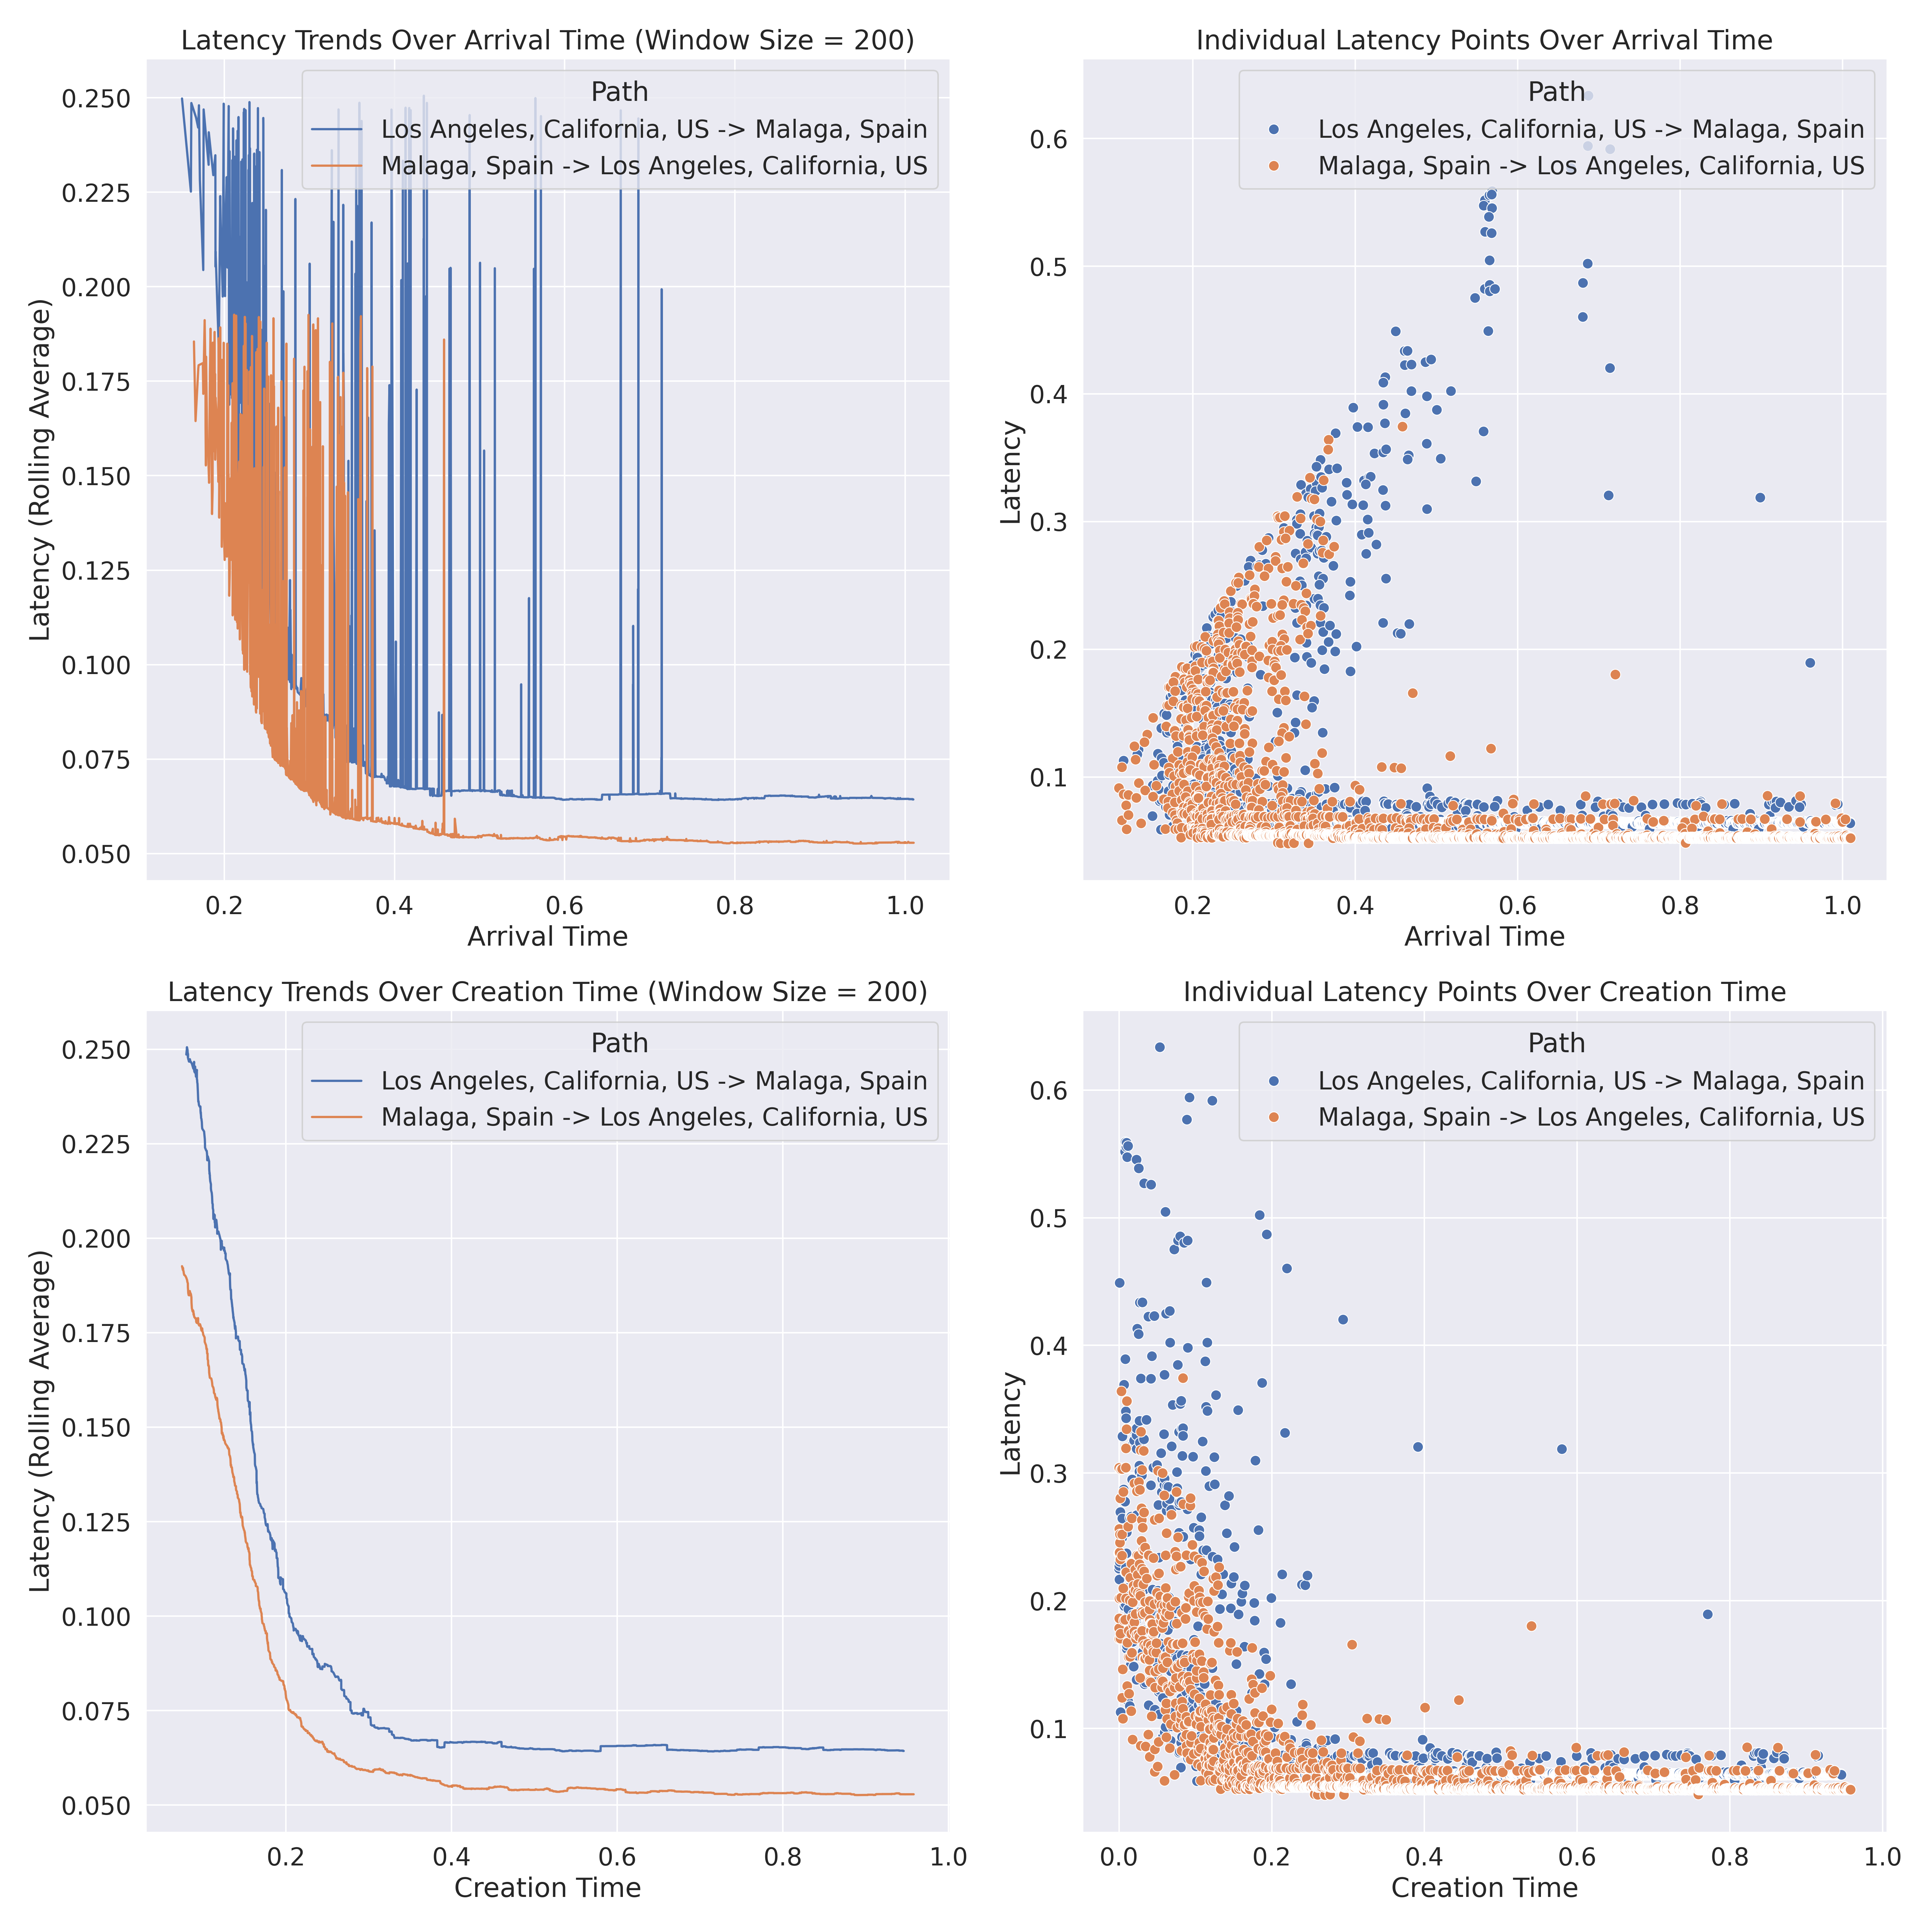 Latency Trends Over Arrival Time (Window Size = 200)
Path
Los Angeles, California, US -> Malaga, Spain
Malaga, Spain -> Los Angeles, California, US
Latency (Rolling Average)
0.250
0.225
0.200
0.175
0.150
0.125
0.100
0.075
0.050
0.2 0.4 0.6 0.8 1.0
Arrival Time
Individual Latency Points Over Arrival Time
Path
Los Angeles, California, US -> Malaga, Spain
Malaga, Spain -> Los Angeles, California, US
Latency
0.6
0.5
0.4
0.3
0.2
0.1
0.2 0.4 0.6 0.8 1.0
Arrival Time
Latency Trends Over Creation Time (Window Size = 200)
Path
Los Angeles, California, US -> Malaga, Spain
Malaga, Spain -> Los Angeles, California, US
Latency (Rolling Average)
0.250
0.225
0.200
0.175
0.150
0.125
0.100
0.075
0.050
0.2 0.4 0.6 0.8 1.0
Creation Time
Individual Latency Points Over Creation Time
Path
Los Angeles, California, US -> Malaga, Spain
Malaga, Spain -> Los Angeles, California, US
Latency
0.6
0.5
0.4
0.3
0.2
0.1
0.0 0.2 0.4 0.6 0.8 1.0
Creation Time